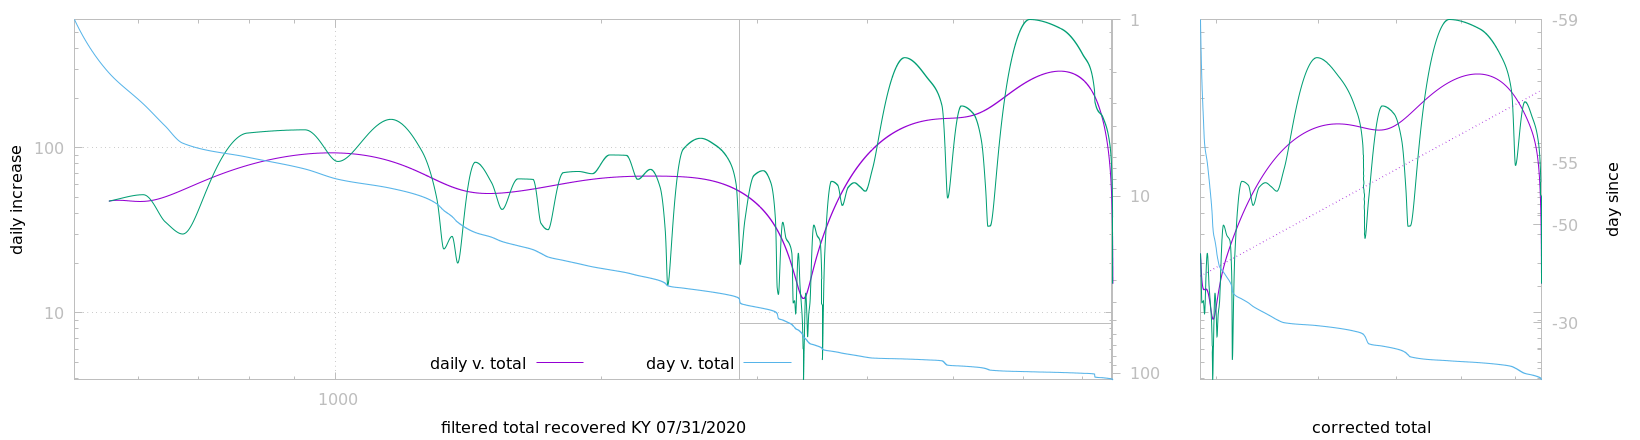 daily increase
100
10
1000
daily v. total
day v. total
filtered total recovered KY 07/31/2020
1
10
100
-59
-55
-50
-30
day since
corrected total